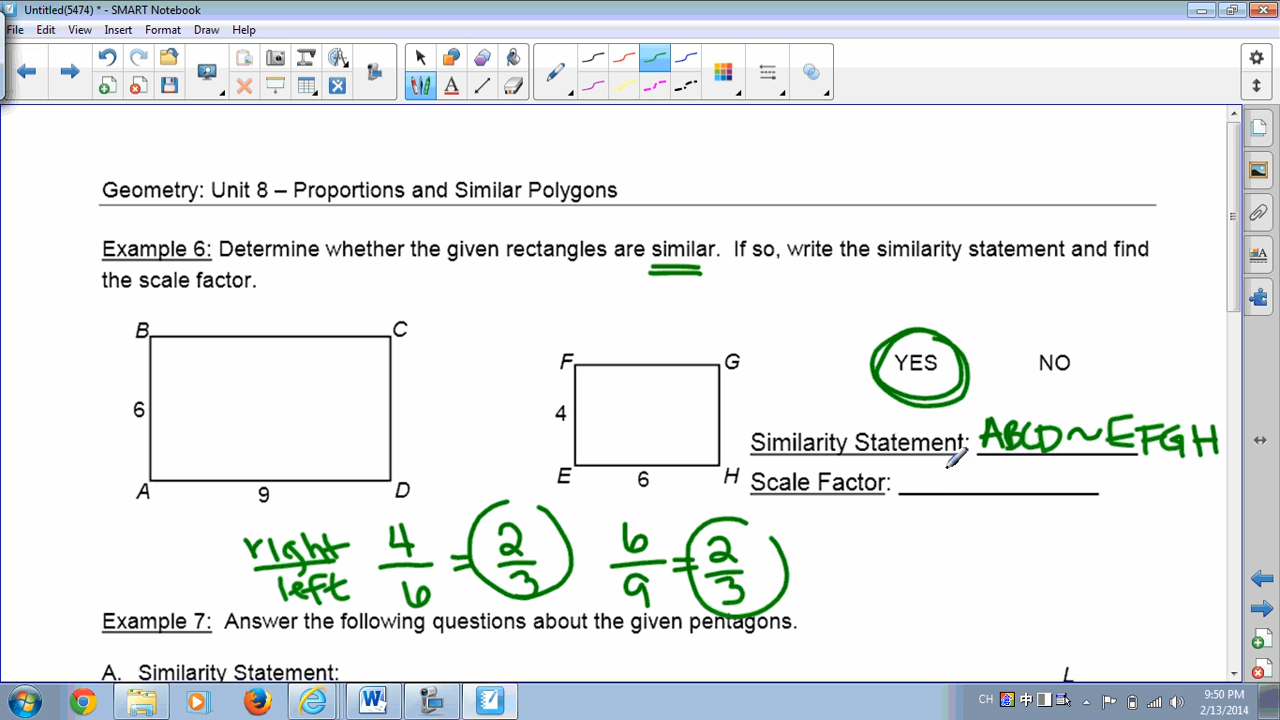 Untitled(5474) * - SMART Notebook
File Edit View Insert Format Draw Help
Geometry: Unit 8 – Proportions and Similar Polygons
Example 6: Determine whether the given rectangles are similar. If so, write the similarity statement and find
the scale factor.
B C
F G
YES NO
6
4
Similarity Statement: ABCD~EFGH
A 9 D
E 6 H
Scale Factor:
right/left 4/6 = 2/3 6/9 = 2/3
Example 7: Answer the following questions about the given pentagons.
A. Similarity Statement:
L
CH 中
9:50 PM
2/13/2014